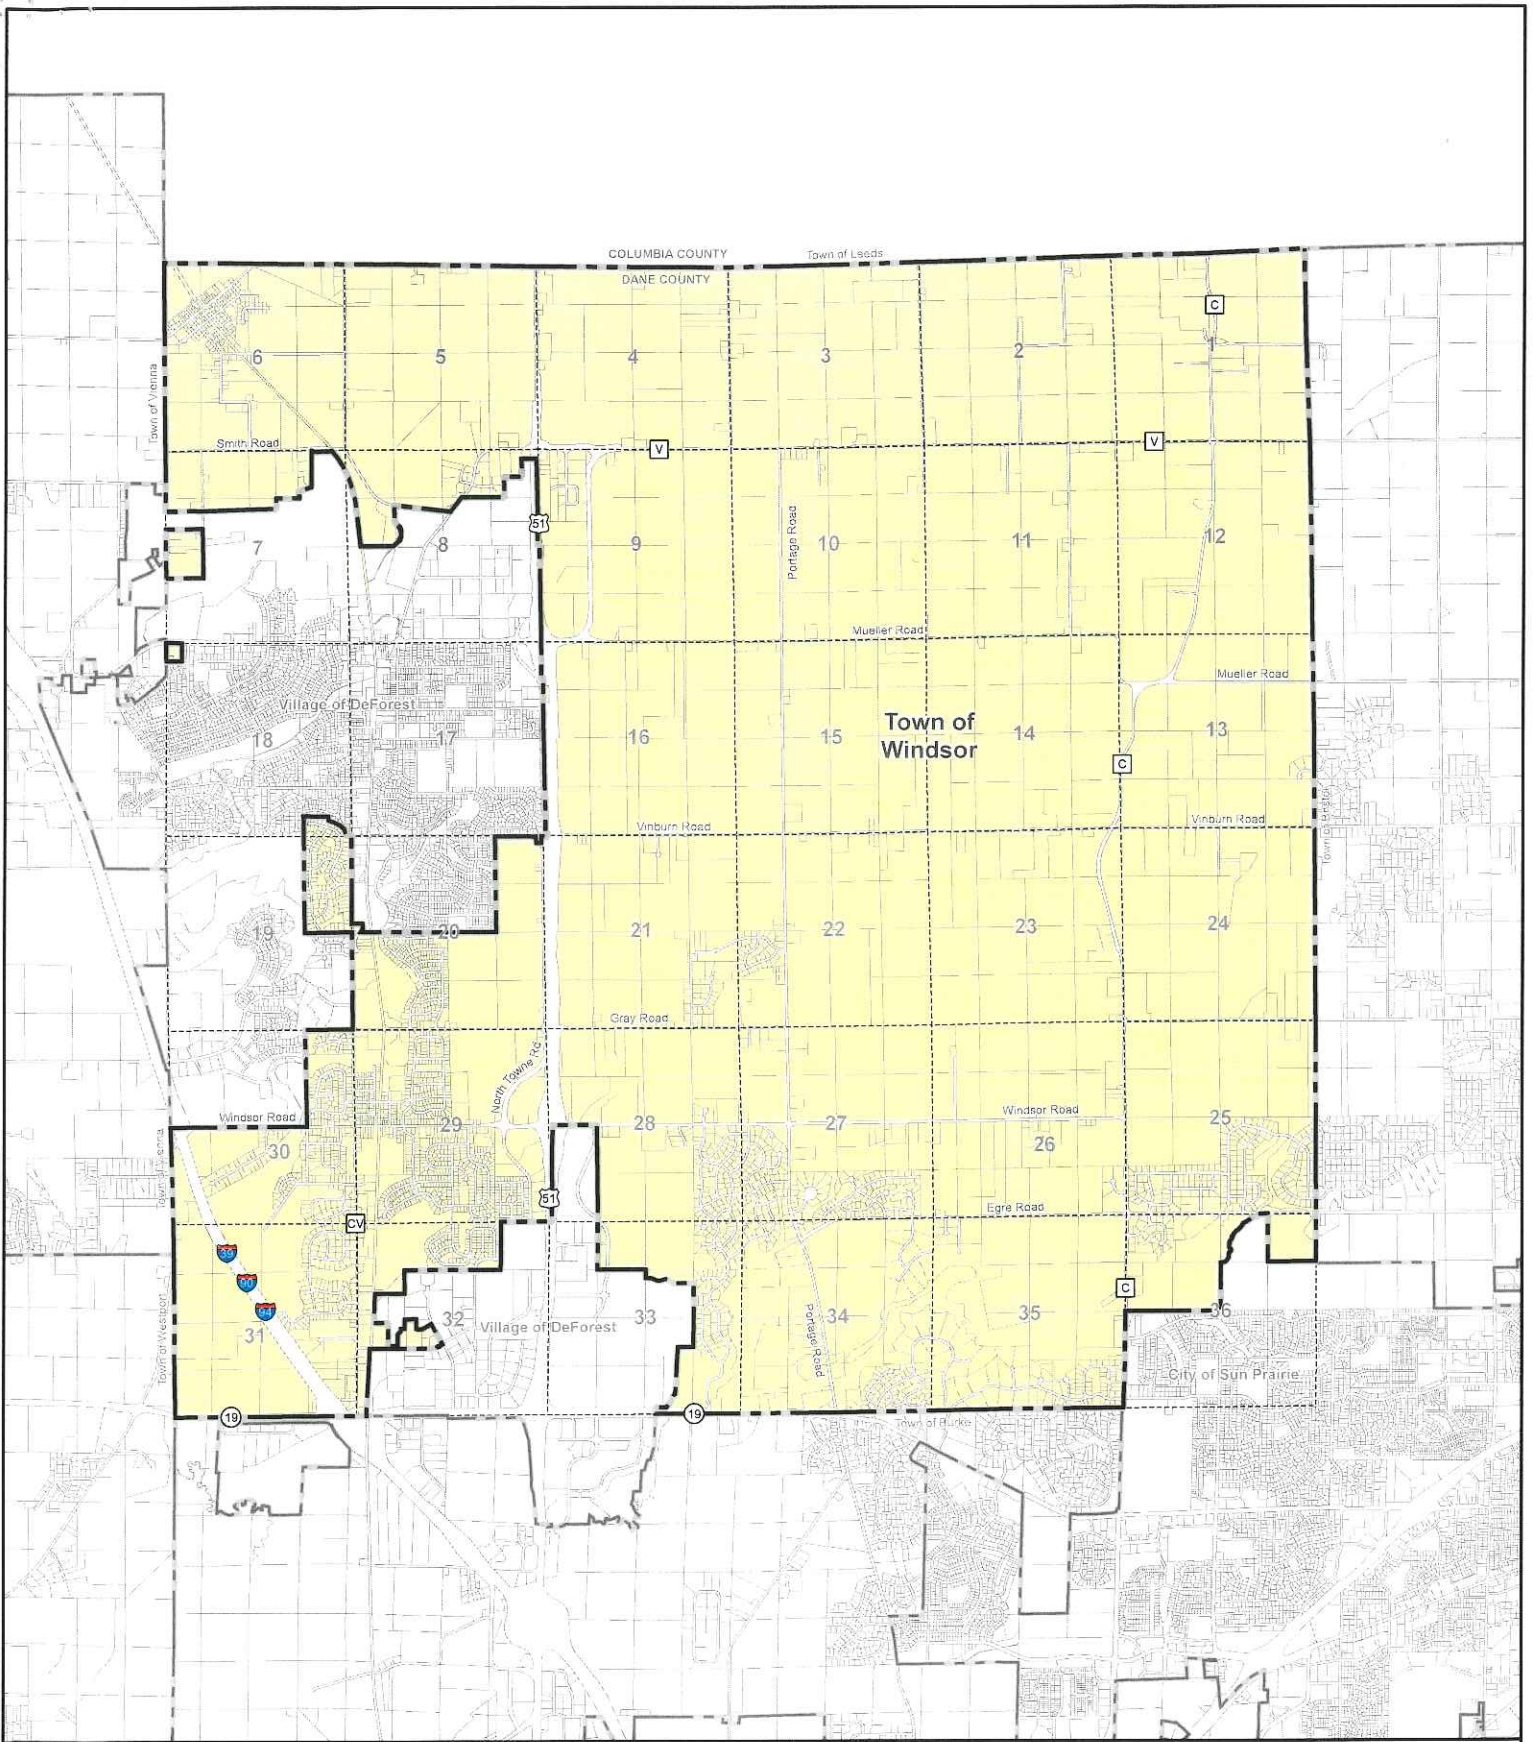 COLUMBIA COUNTY
Town of Leeds
DANE COUNTY
C
6
5
4
3
2
1
Town of Vienna
Smith Road
V
V
51
7
8
9
Portage Road
10
11
12
Mueller Road
Mueller Road
Village of DeForest
18
17
16
15
Town of
Windsor
14
13
C
Vinburn Road
Vinburn Road
19
20
21
22
23
24
Gray Road
North Towne Rd
Windsor Road
29
28
27
Windsor Road
25
30
26
Town of Vienna
51
CV
Egre Road
39
90
94
C
Town of Westport
31
32
Village of DeForest
33
34
Portage Road
35
36
City of Sun Prairie
19
19
Town of Burke